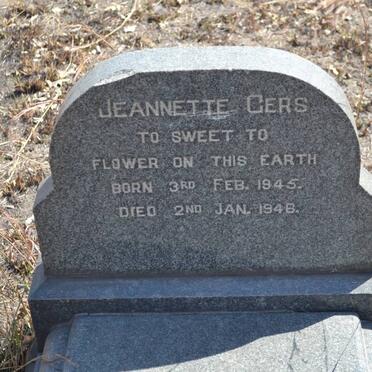 JEANNETTE GERS
TO SWEET TO
FLOWER ON THIS EARTH
BORN 3RD FEB. 1945.
DIED 2ND JAN. 1948.